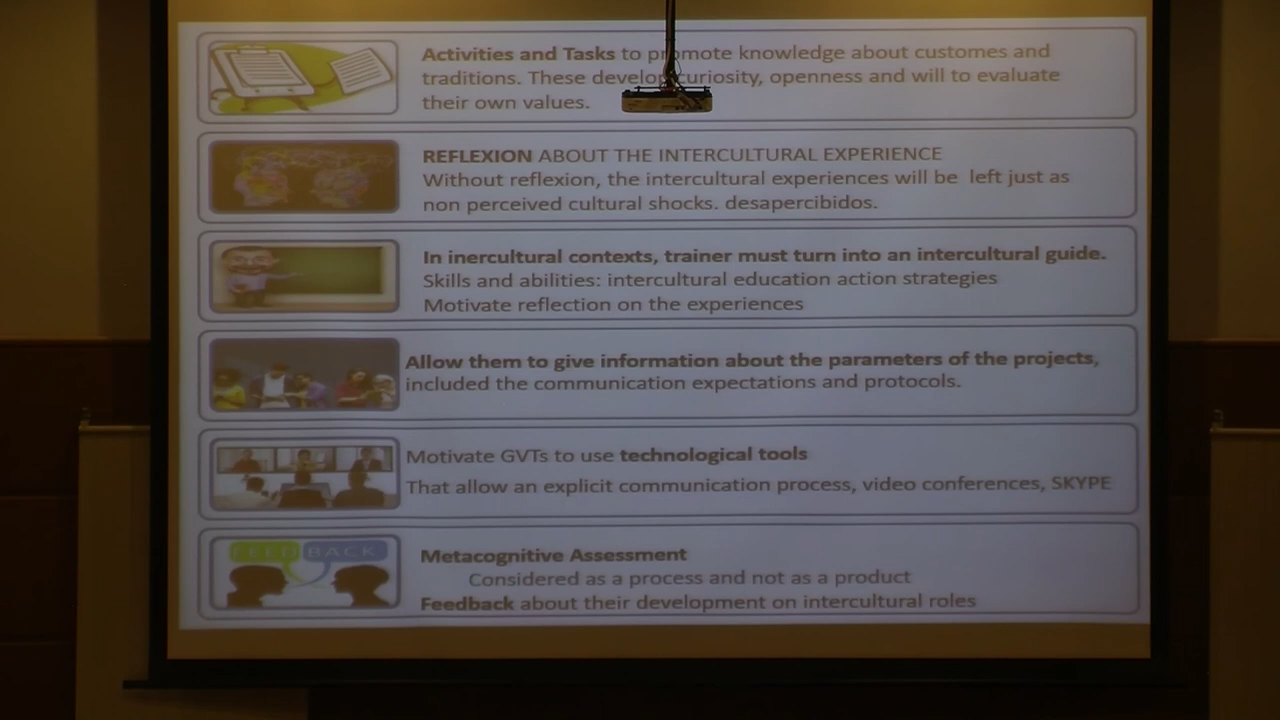 Activities and Tasks to promote knowledge about customes and
traditions. These develop curiosity, openness and will to evaluate
their own values.
REFLEXION ABOUT THE INTERCULTURAL EXPERIENCE
Without reflexion, the intercultural experiences will be left just as
non perceived cultural shocks. desapercibidos.
In inercultural contexts, trainer must turn into an intercultural guide.
Skills and abilities: intercultural education action strategies
Motivate reflection on the experiences
Allow them to give information about the parameters of the projects,
included the communication expectations and protocols.
Motivate GVTs to use technological tools
That allow an explicit communication process, video conferences, SKYPE
FEEDBACK
Metacognitive Assessment
Considered as a process and not as a product
Feedback about their development on intercultural roles